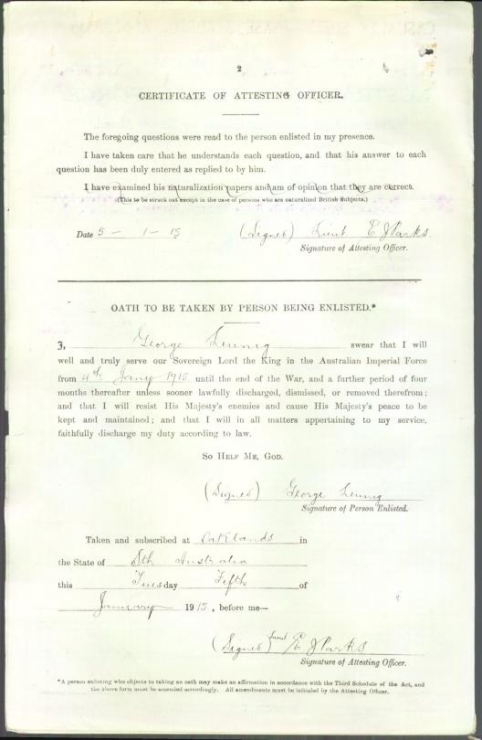 2
CERTIFICATE OF ATTESTING OFFICER.
The foregoing questions were read to the person enlisted in my presence.
I have taken care that he understands each question, and that his answer to each
question has been duly entered as replied to by him.
I have examined his naturalization papers and am of opinion that they are correct.
(This to be struck out except in the case of persons who are naturalized British Subjects.)
Date 5 - 1 - 15 (Signed) Lieut E J Parks
Signature of Attesting Officer.
OATH TO BE TAKEN BY PERSON BEING ENLISTED.*
3. George swear that I will
well and truly serve our Sovereign Lord the King in the Australian Imperial Force
from 4th Jany 1915 until the end of the War, and a further period of four
months thereafter unless sooner lawfully discharged, dismissed, or removed therefrom;
and that I will resist His Majesty's enemies and cause His Majesty's peace to be
kept and maintained; and that I will in all matters appertaining to my service,
faithfully discharge my duty according to law.
SO HELP ME, GOD.
(Signed) George
Signature of Person Enlisted.
Taken and subscribed at Oaklands in
the State of Sth Australia
this Tuesday Fifth of
January 1915, before me—
(Signed) Lieut E J Parks
Signature of Attesting Officer.
*A person enlisting who objects to taking an oath may make an affirmation in accordance with the Third Schedule of the Act, and
the above form must be amended accordingly. All amendments must be initialed by the Attesting Officer.